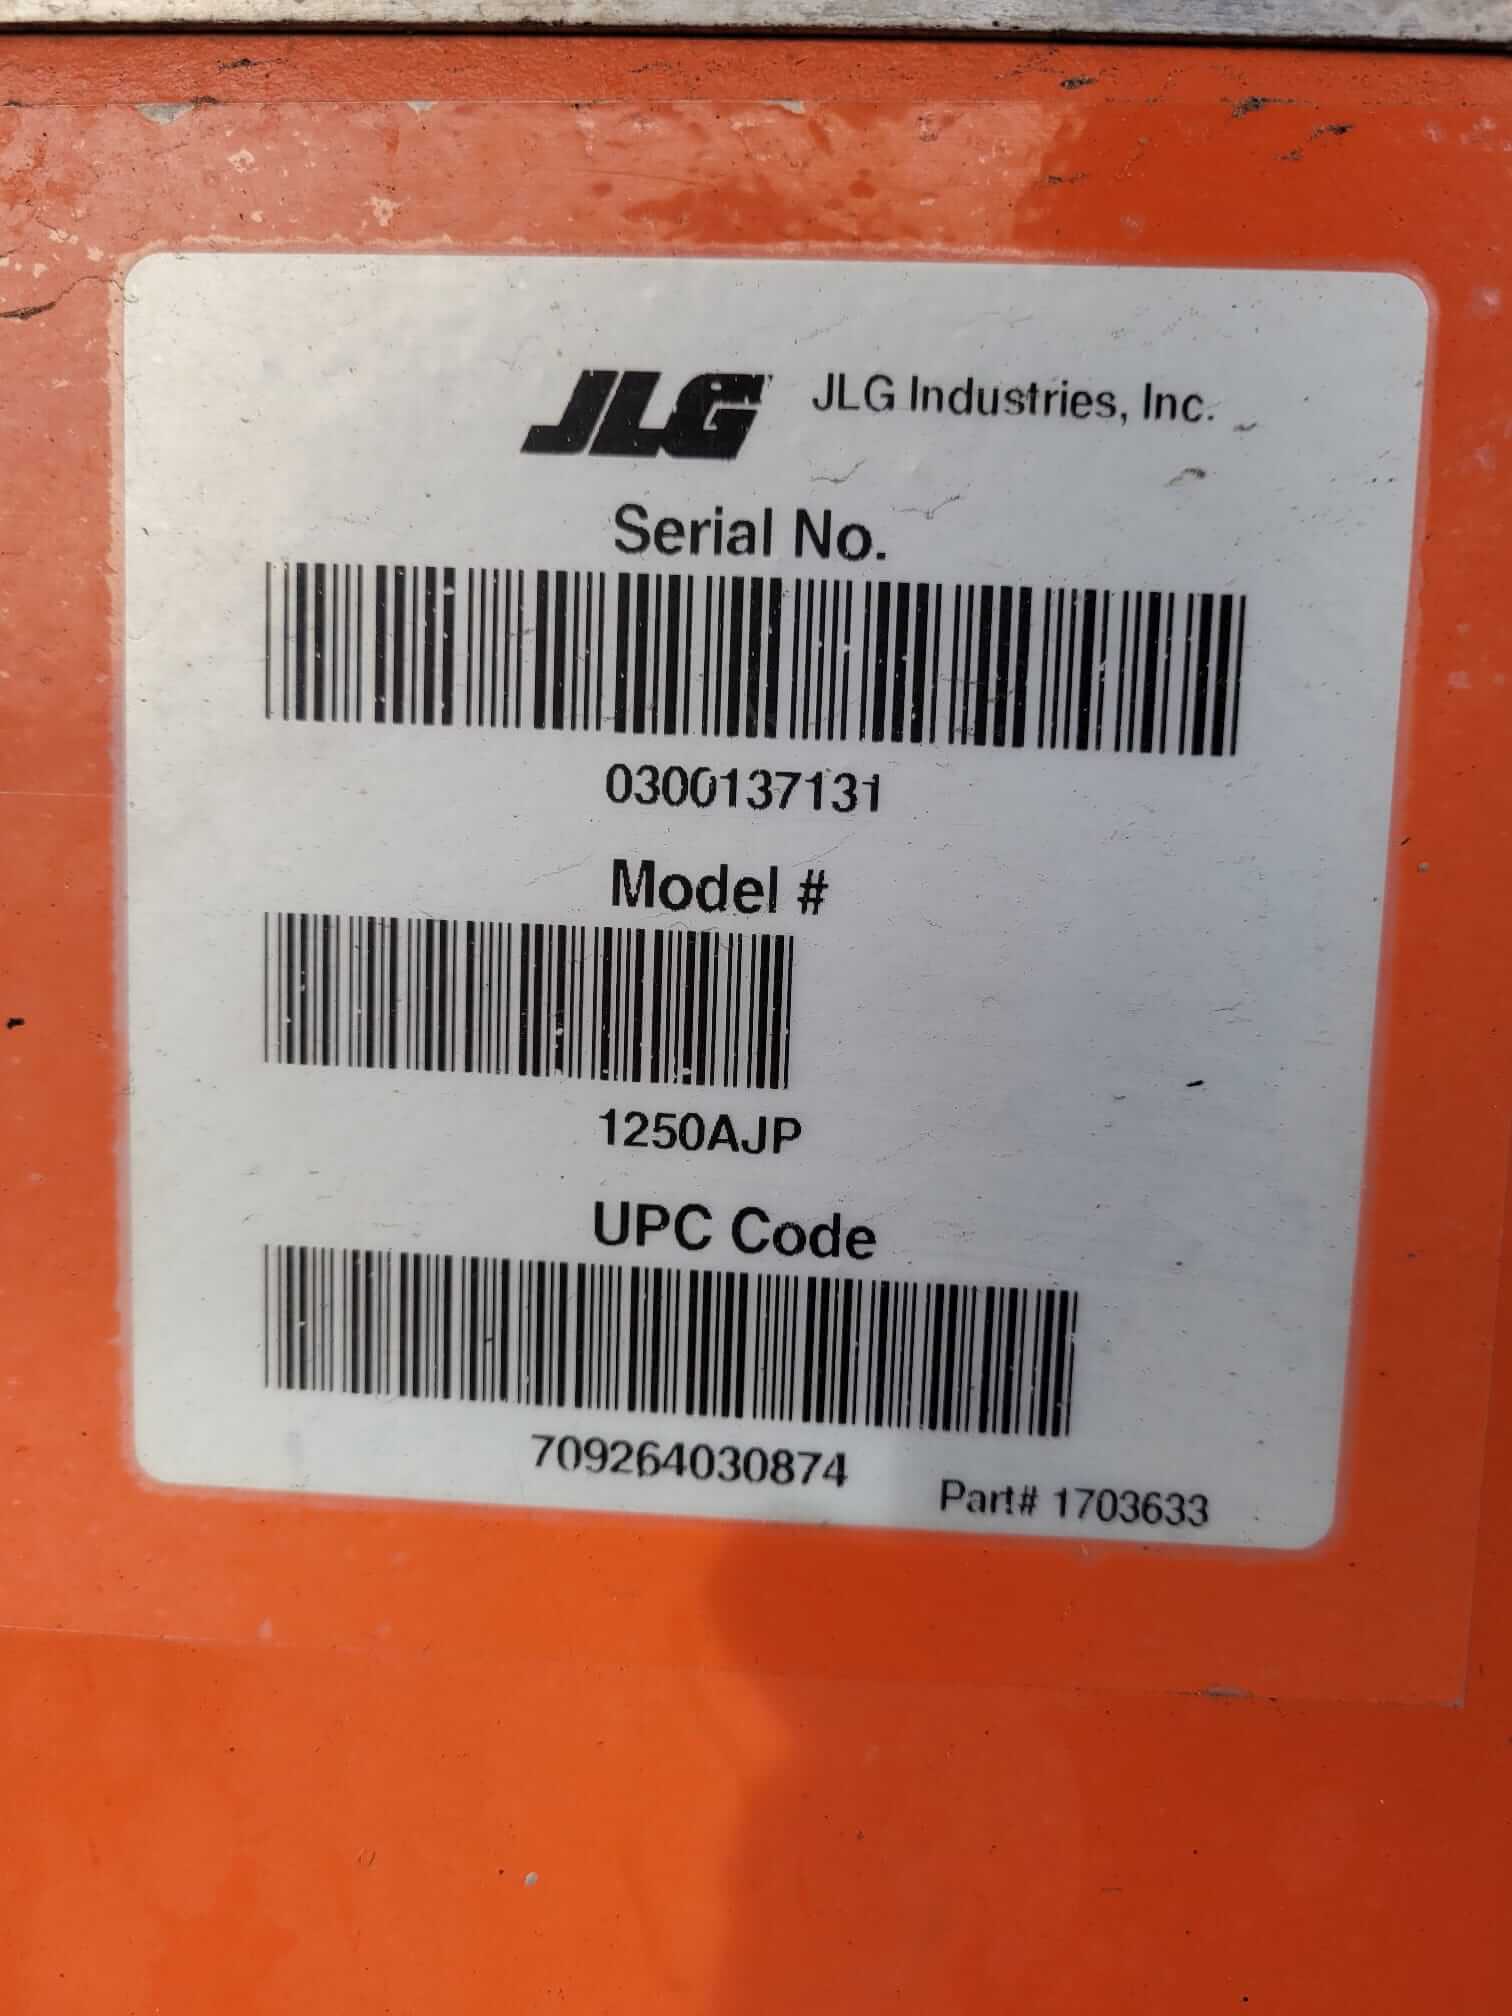 JLG JLG Industries, Inc.
Serial No.
0300137131
Model #
1250AJP
UPC Code
709264030874
Part# 1703633